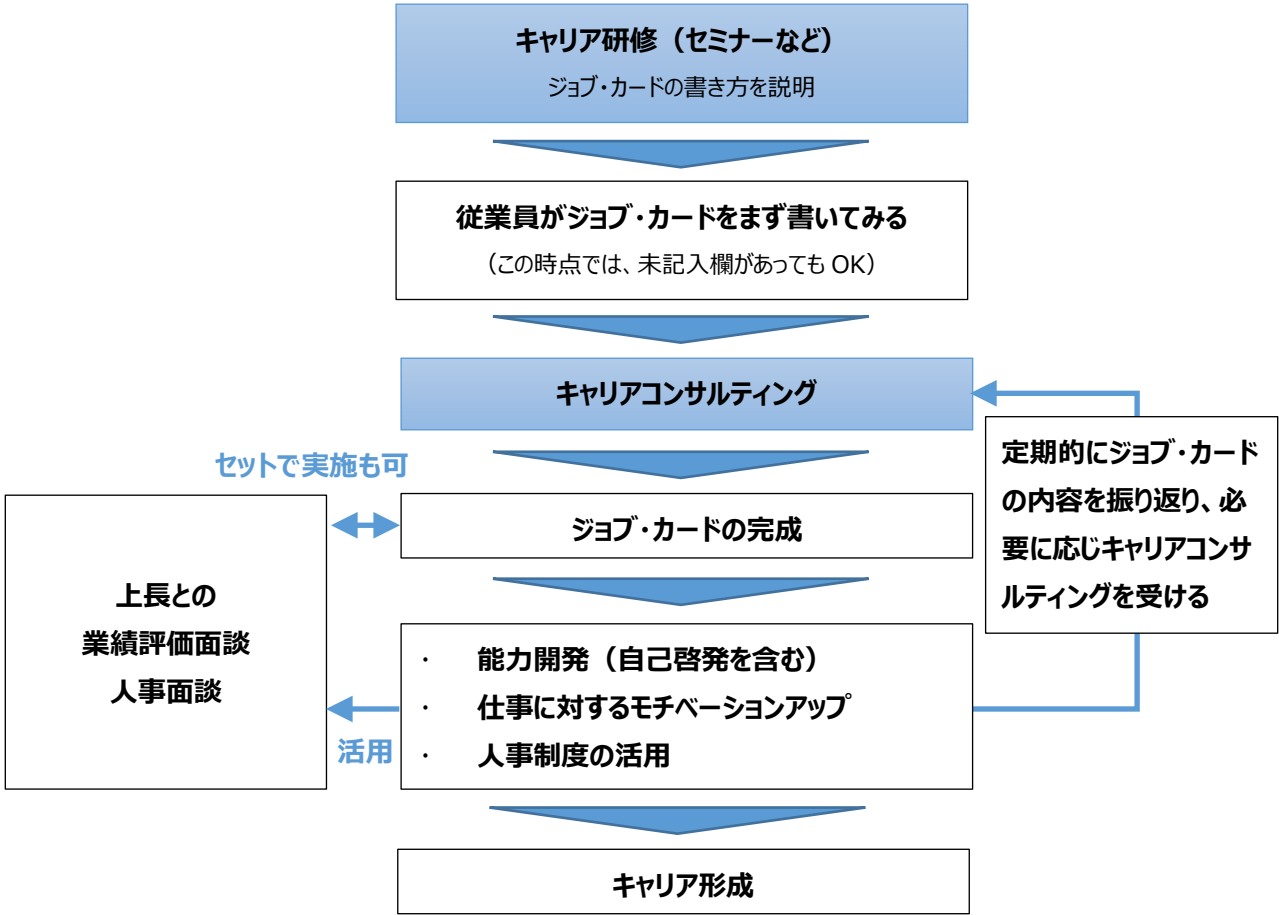 キャリア研修（セミナーなど）
ジョブ・カードの書き方を説明
従業員がジョブ・カードをまず書いてみる
（この時点では、未記入欄があっても OK）
キャリアコンサルティング
セットで実施も可
定期的にジョブ・カード
の内容を振り返り、必
要に応じキャリアコンサ
ルティングを受ける
ジョブ・カードの完成
上長との
業績評価面談
人事面談
・ 能力開発（自己啓発を含む）
・ 仕事に対するモチベーションアップ
・ 人事制度の活用
活用
キャリア形成